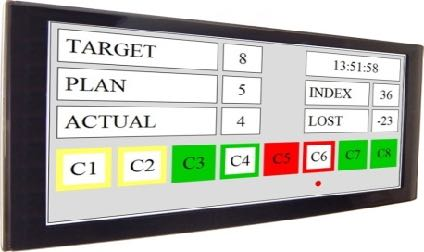 TARGET 8 13:51:58
PLAN 5 INDEX 36
ACTUAL 4 LOST -23
C1 C2 C3 C4 C5 C6 C7 C8